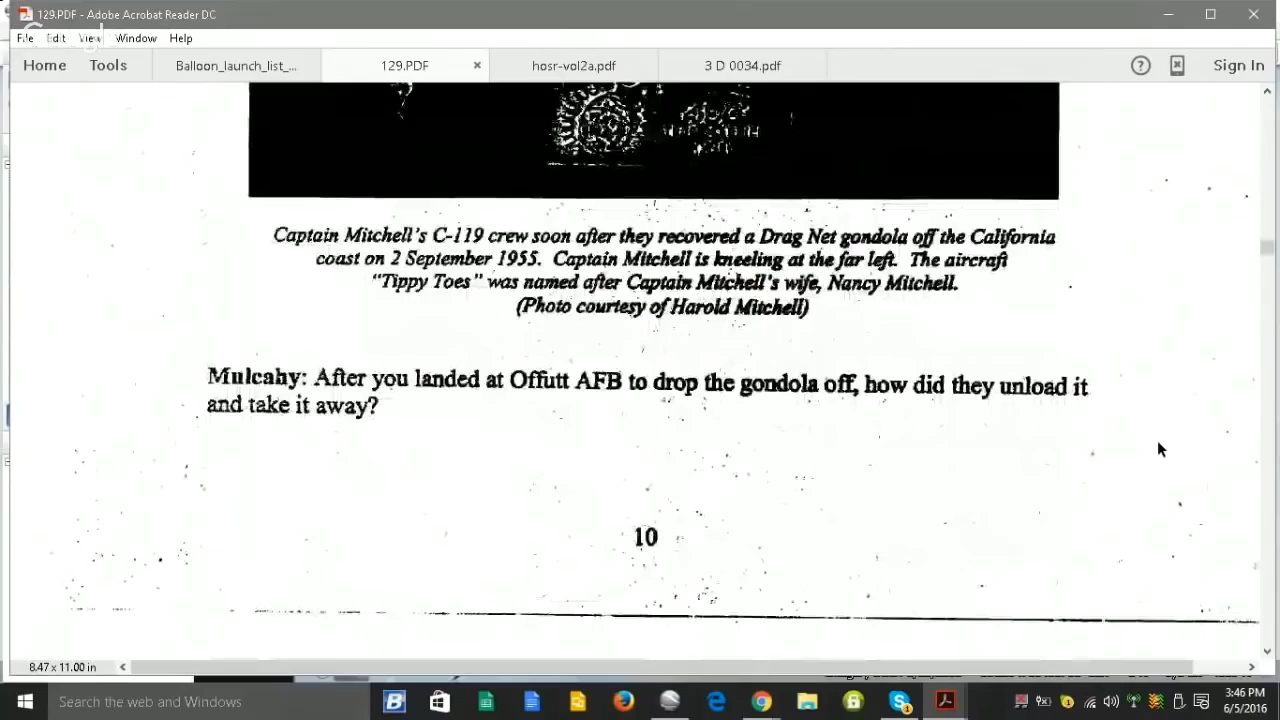 129.PDF - Adobe Acrobat Reader DC
File Edit View Window Help
Home Tools Balloon_launch_list_... 129.PDF × hosr-vol2a.pdf 3 D 0034.pdf Sign In
Captain Mitchell's C-119 crew soon after they recovered a Drag Net gondola off the California
coast on 2 September 1955. Captain Mitchell is kneeling at the far left. The aircraft
"Tippy Toes" was named after Captain Mitchell's wife, Nancy Mitchell.
(Photo courtesy of Harold Mitchell)
Mulcahy: After you landed at Offutt AFB to drop the gondola off, how did they unload it
and take it away?
10
8.47 x 11.00 in
Search the web and Windows
3:46 PM
6/5/2016